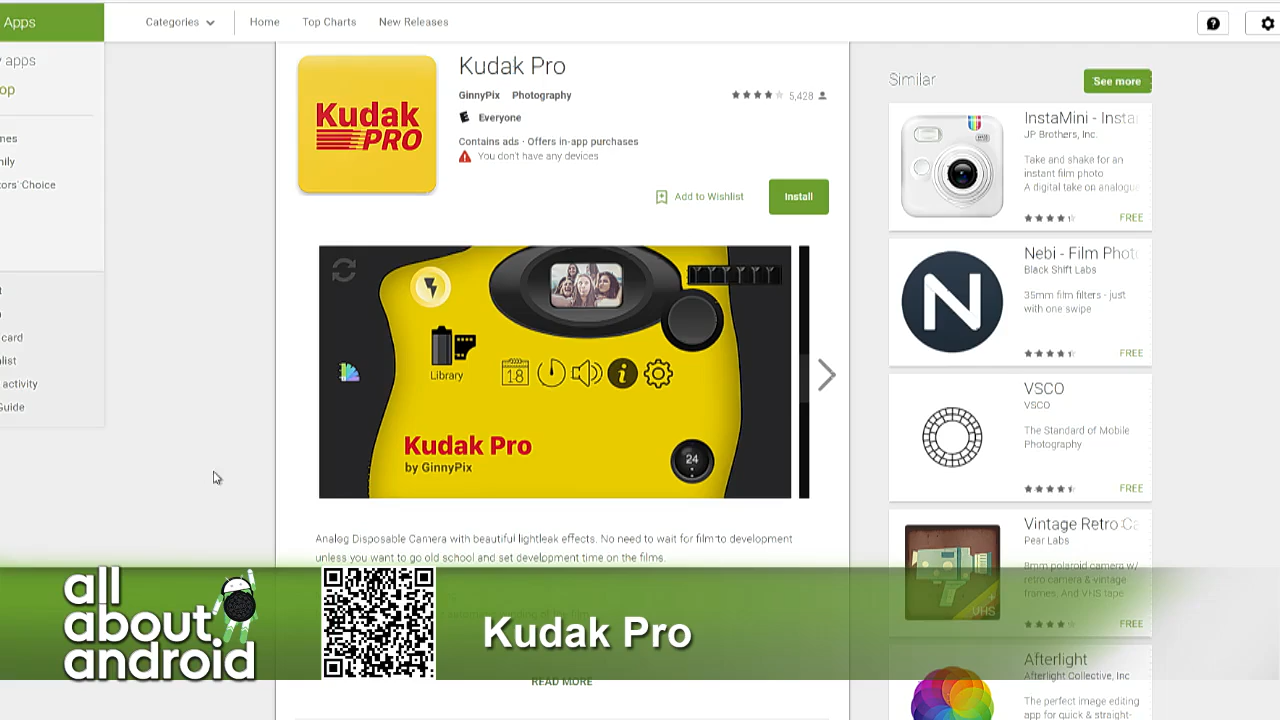 Apps
Categories
Home
Top Charts
New Releases
apps
op
nes
nily
tors' Choice
card
list
activity
Guide
Kudak
PRO
Kudak Pro
GinnyPix Photography
5,428
Everyone
Contains ads · Offers in-app purchases
You don't have any devices
Add to Wishlist
Install
Library
18
i
Kudak Pro
by GinnyPix
24
Analog Disposable Camera with beautiful lightleak effects. No need to wait for film to development
unless you want to go old school and set development time on the films.
READ MORE
Similar
See more
InstaMini - Insta
JP Brothers, Inc.
Take and shake for an
instant film photo
A digital take on analogu
FREE
N
Nebi - Film Phot
Black Shift Labs
35mm film filters - just
with one swipe
FREE
VSCO
VSCO
The Standard of Mobile
Photography
FREE
VHS
Vintage Retro Ca
Pear Labs
8mm polaroid camera w/
retro camera & vintage
frames. And VHS tape
FREE
Afterlight
Afterlight Collective, Inc
The perfect image editing
app for quick & straight-
all
about
android
Kudak Pro